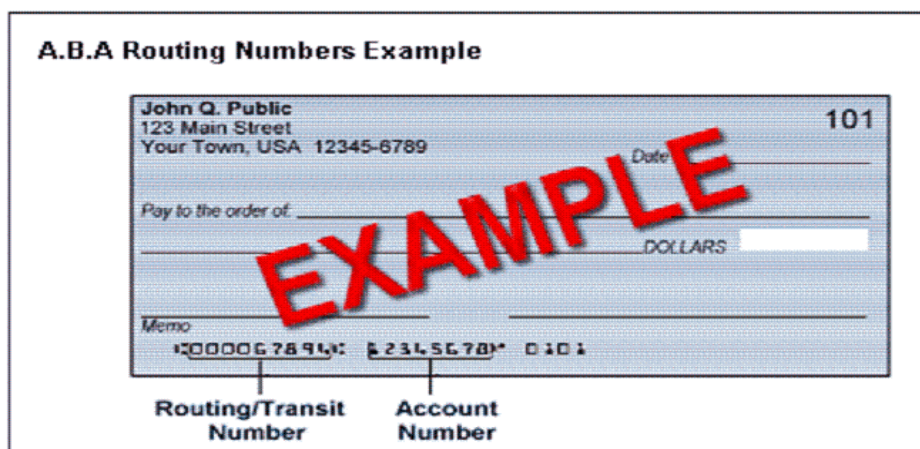 A.B.A Routing Numbers Example
John Q. Public
101
123 Main Street
Your Town, USA 12345-6789
Date
Pay to the order of:
EXAMPLE
DOLLARS
Memo
⑆000067894⑆ 12345678⑈ 0101
Routing/Transit Account
Number Number